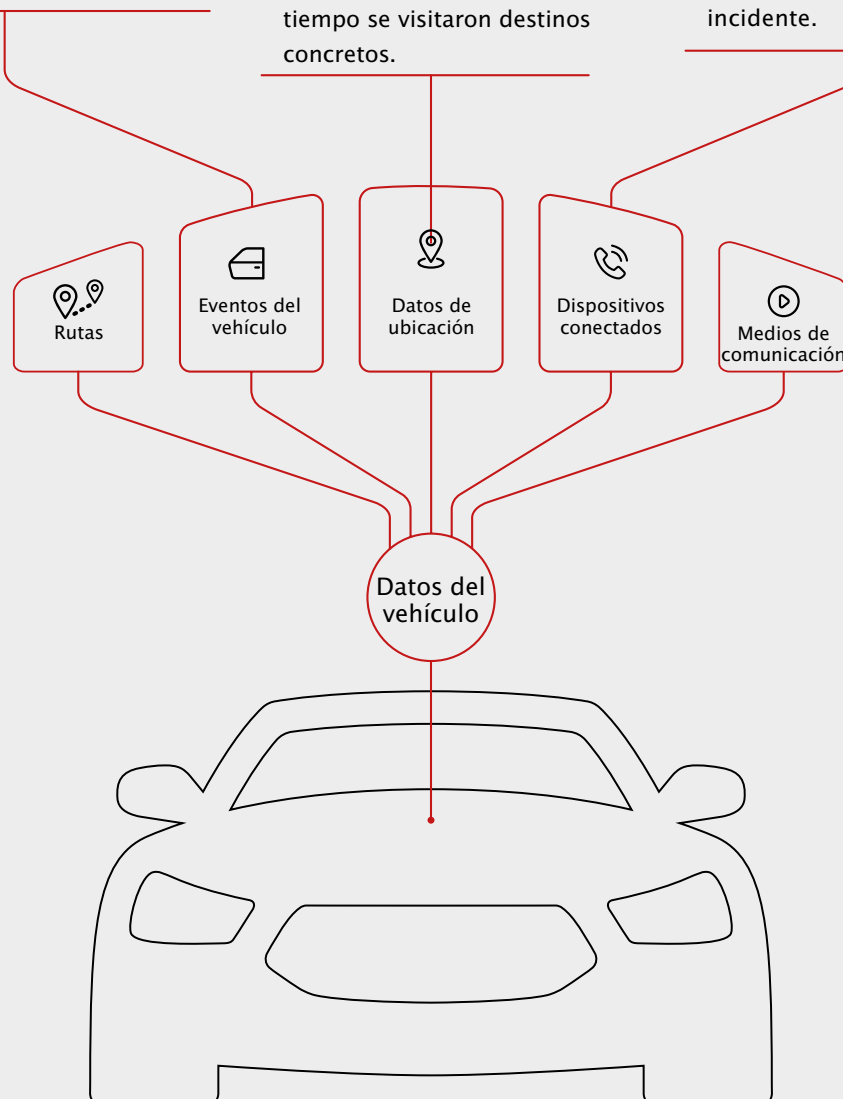 tiempo se visitaron destinos
concretos.
incidente.
Rutas
Eventos del
vehículo
Datos de
ubicación
Dispositivos
conectados
Medios de
comunicación
Datos del
vehículo